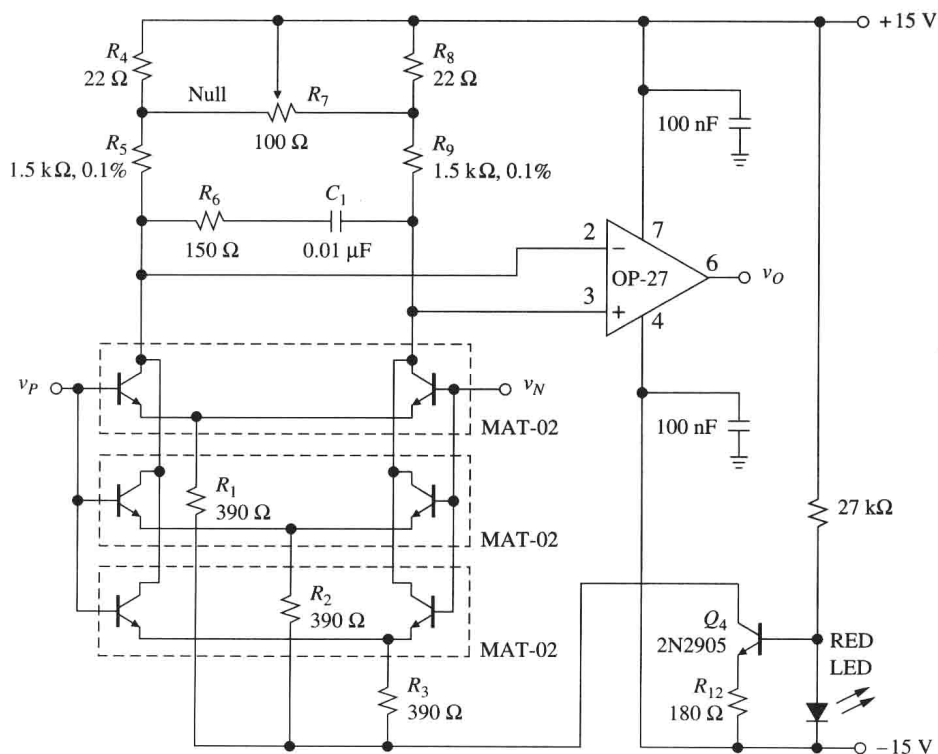 +15 V
R4
22 Ω
R8
22 Ω
Null
R7
100 Ω
100 nF
R5
1.5 kΩ, 0.1%
R9
1.5 kΩ, 0.1%
R6
150 Ω
C1
0.01 μF
2
−
7
OP-27
6
vO
3
+
4
vP
vN
MAT-02
100 nF
R1
390 Ω
27 kΩ
MAT-02
R2
390 Ω
Q4
2N2905
RED
LED
MAT-02
R3
390 Ω
R12
180 Ω
−15 V